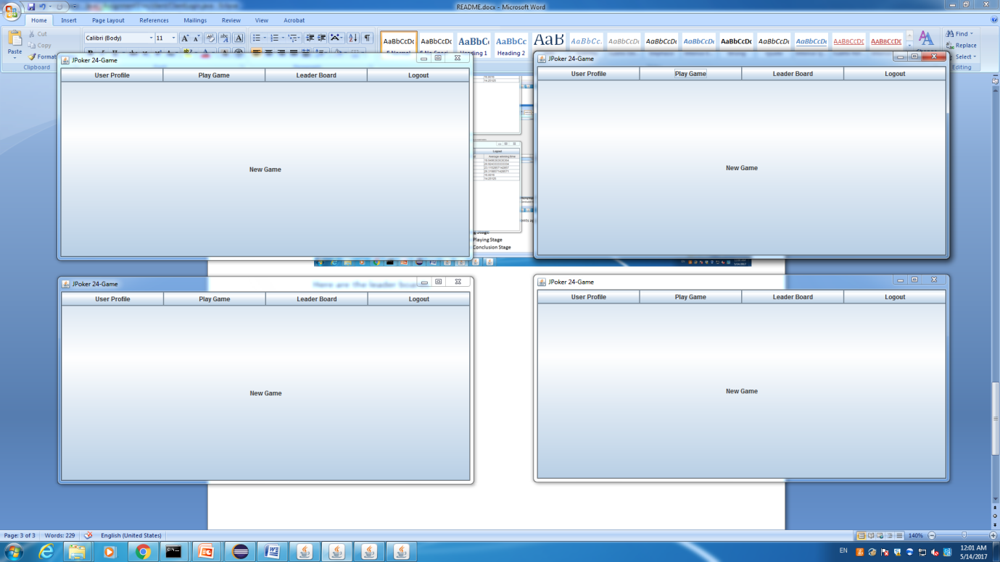 README.docx - Microsoft Word
Home Insert Page Layout References Mailings Review View Acrobat
Cut
Copy
Format
Paste
Clipboard
Calibri (Body) 11
AaBbCcDc AaBbCcDc AaBbC AaBbCc AaB AaBbCc. AaBbCcDc AaBbCcDc AaBbCcDc AaBbCcDc AaBbCcDc AaBbCcDc AABBCCDC AABBCCDC
Heading 1 Heading 2
Find
Replace
Select
Editing
JPoker 24-Game
User Profile Play Game Leader Board Logout
New Game
JPoker 24-Game
User Profile Play Game Leader Board Logout
New Game
Logout
Average winning time
Playing Stage
Conclusion Stage
Here are the leader boar
JPoker 24-Game
User Profile Play Game Leader Board Logout
New Game
JPoker 24-Game
User Profile Play Game Leader Board Logout
New Game
Page: 3 of 3 Words: 229 English (United States)
140%
EN
12:01 AM
5/14/2017